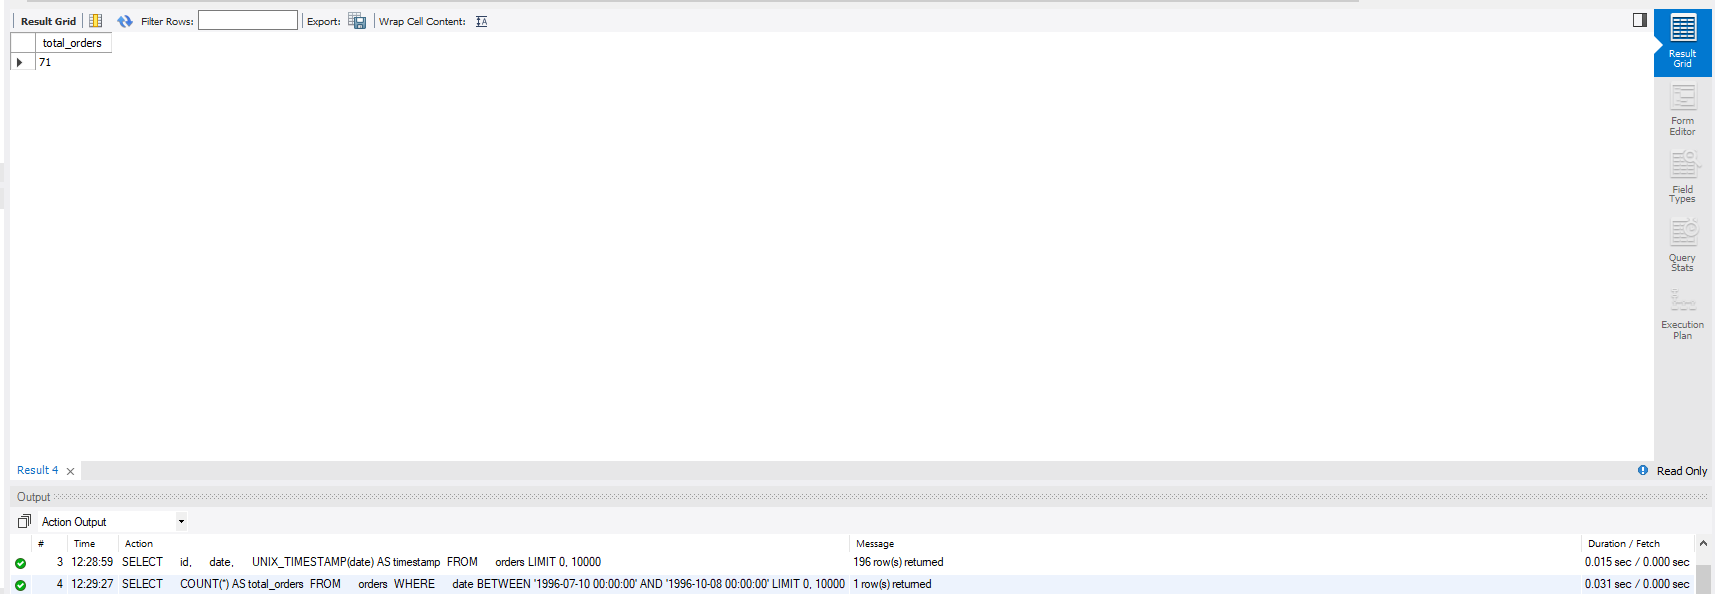 Result Grid Filter Rows: Export: Wrap Cell Content: IA
total_orders
71
Result Grid
Form Editor
Field Types
Query Stats
Execution Plan
Result 4 Read Only
Output
Action Output
# Time Action Message Duration / Fetch
3 12:28:59 SELECT id, date, UNIX_TIMESTAMP(date) AS timestamp FROM orders LIMIT 0, 10000 196 row(s) returned 0.015 sec / 0.000 sec
4 12:29:27 SELECT COUNT(*) AS total_orders FROM orders WHERE date BETWEEN '1996-07-10 00:00:00' AND '1996-10-08 00:00:00' LIMIT 0, 10000 1 row(s) returned 0.031 sec / 0.000 sec